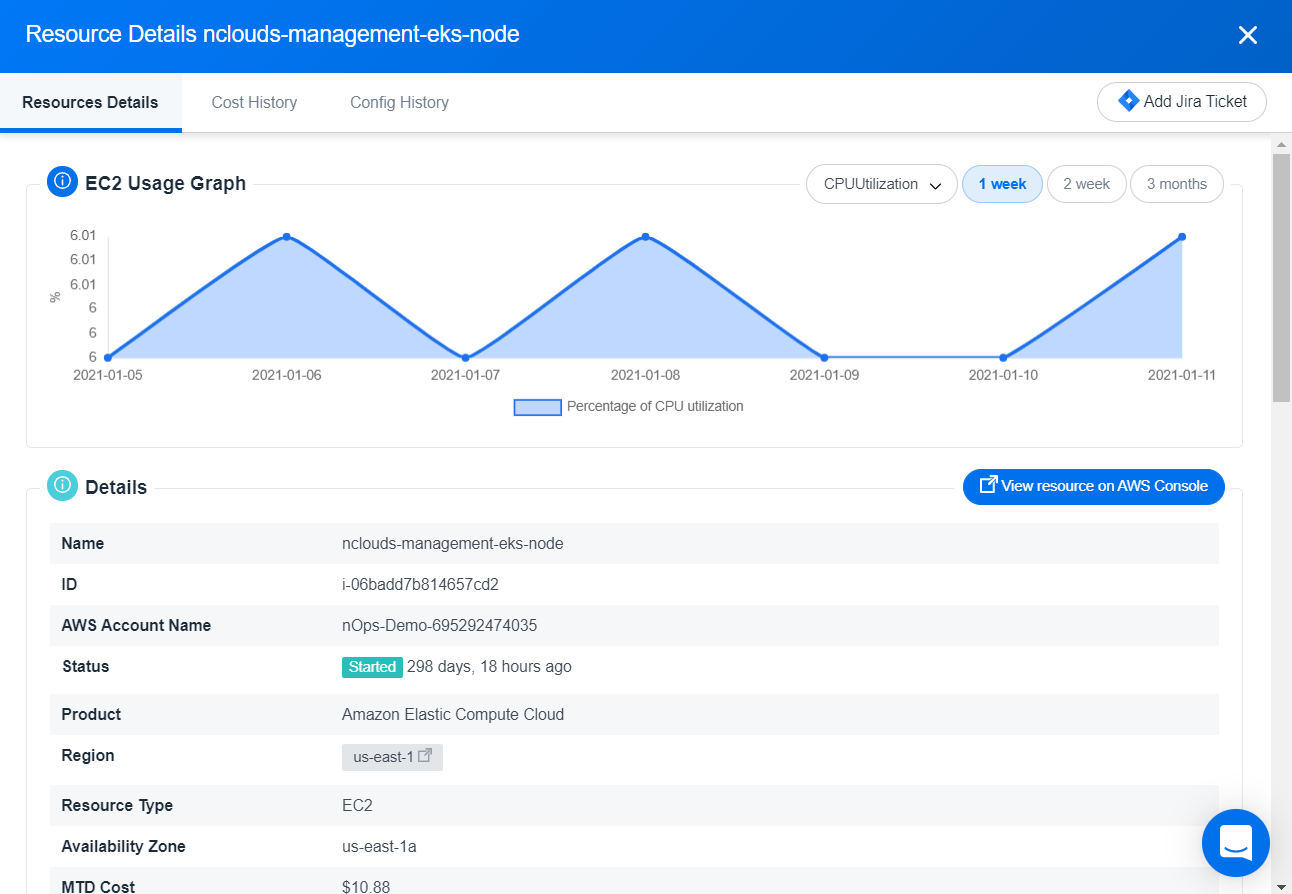 Resource Details nclouds-management-eks-node
Resources Details
Cost History
Config History
Add Jira Ticket
EC2 Usage Graph
CPUUtilization
1 week
2 week
3 months
%
6.01
6.01
6.01
6
6
6
2021-01-05
2021-01-06
2021-01-07
2021-01-08
2021-01-09
2021-01-10
2021-01-11
Percentage of CPU utilization
Details
View resource on AWS Console
Name nclouds-management-eks-node
ID i-06badd7b814657cd2
AWS Account Name nOps-Demo-695292474035
Status Started 298 days, 18 hours ago
Product Amazon Elastic Compute Cloud
Region us-east-1
Resource Type EC2
Availability Zone us-east-1a
MTD Cost $10.88